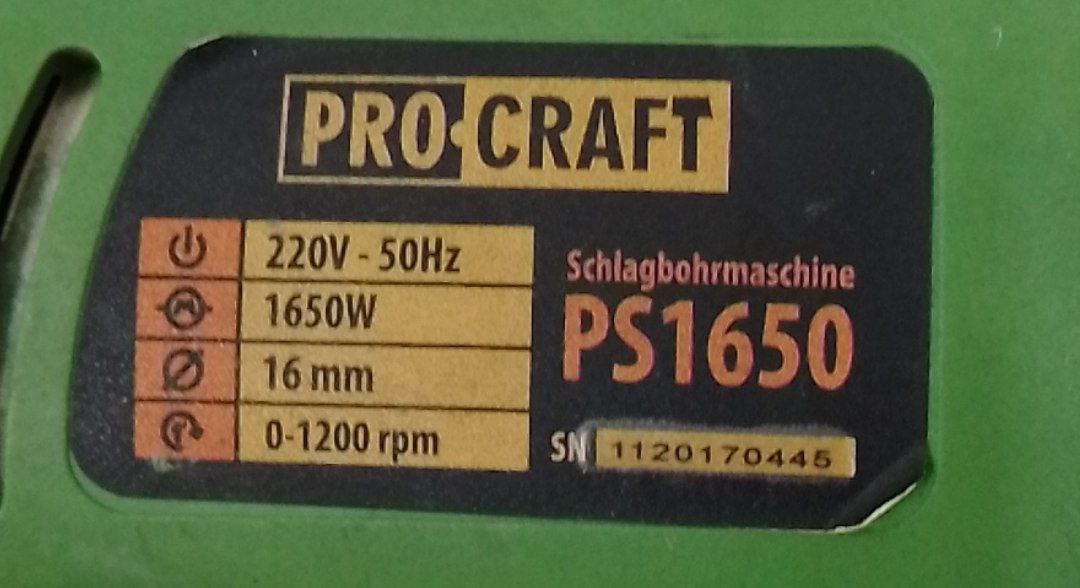 PRO·CRAFT
220V - 50Hz
1650W
16 mm
0-1200 rpm
Schlagbohrmaschine
PS1650
SN 1120170445